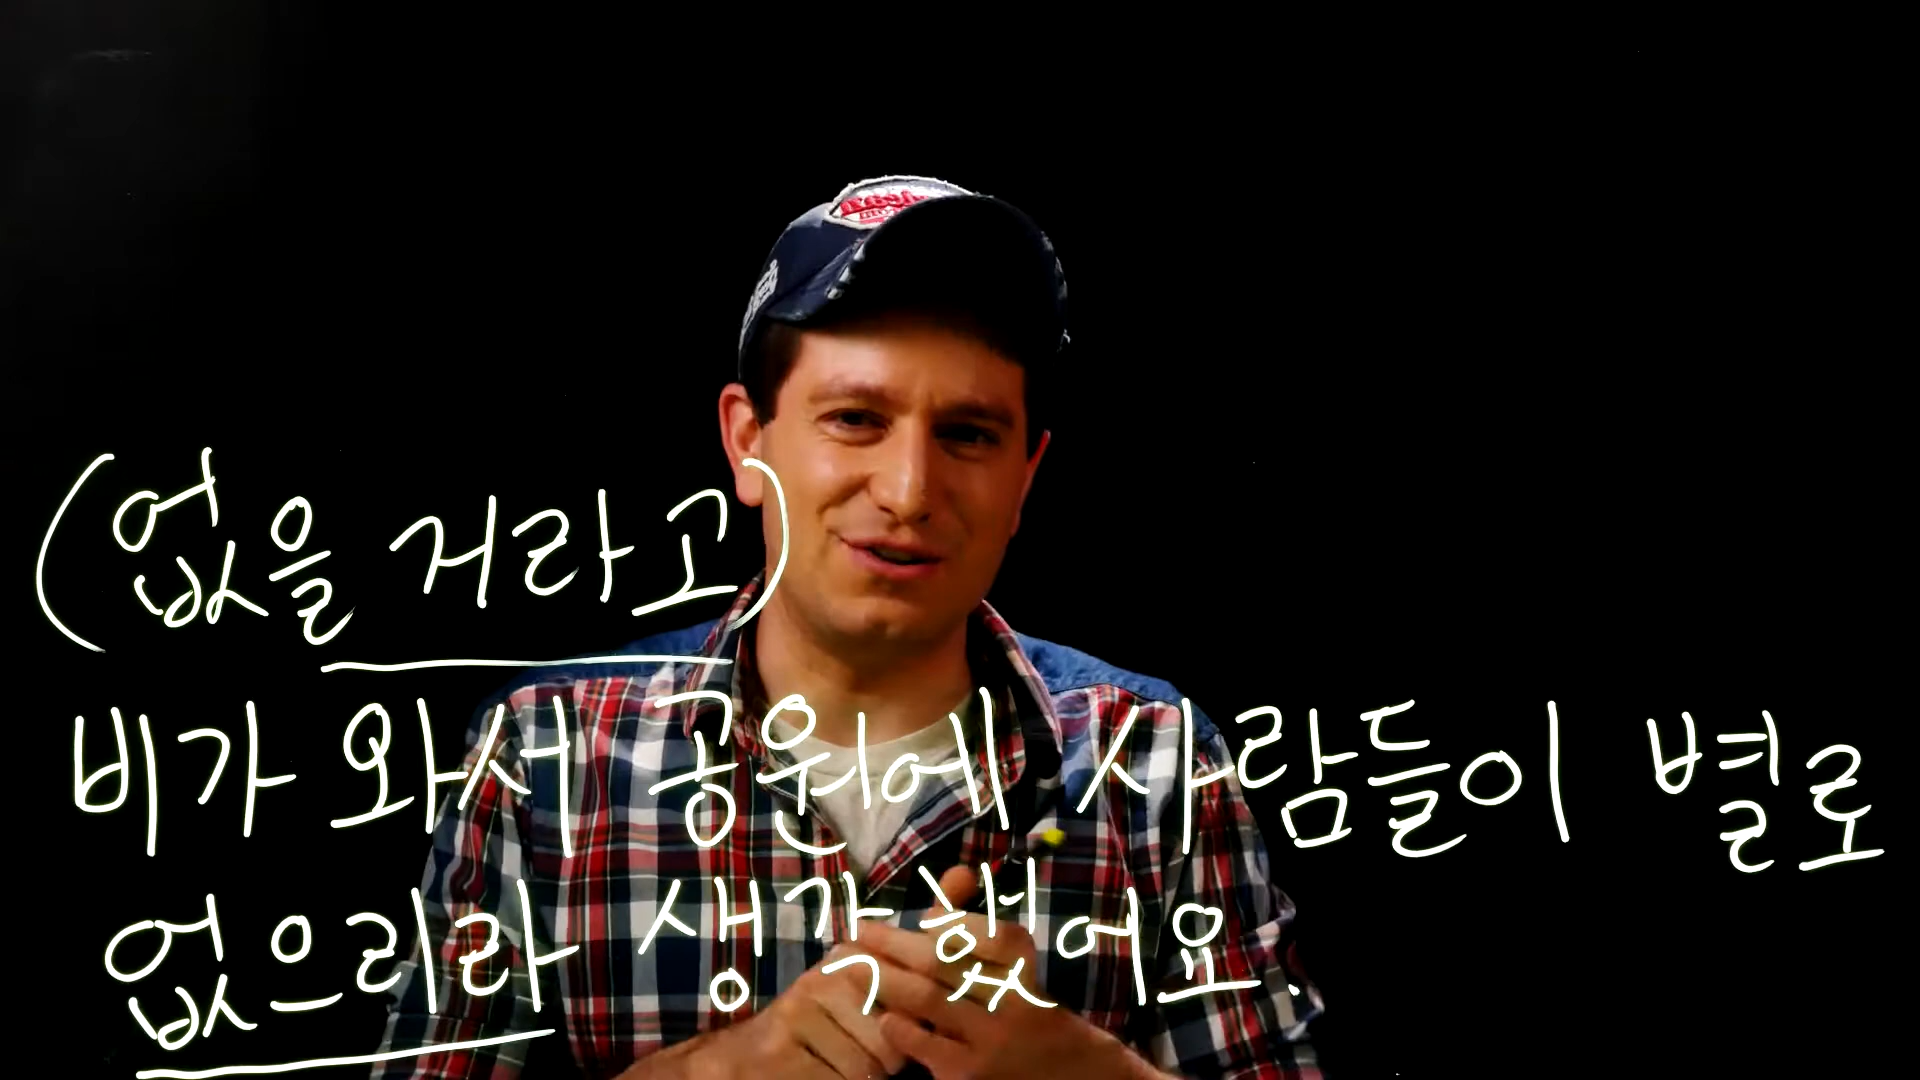 (없을 거라고)
비가 와서 공원에 사람들이 별로
없으리라 생각했어요.